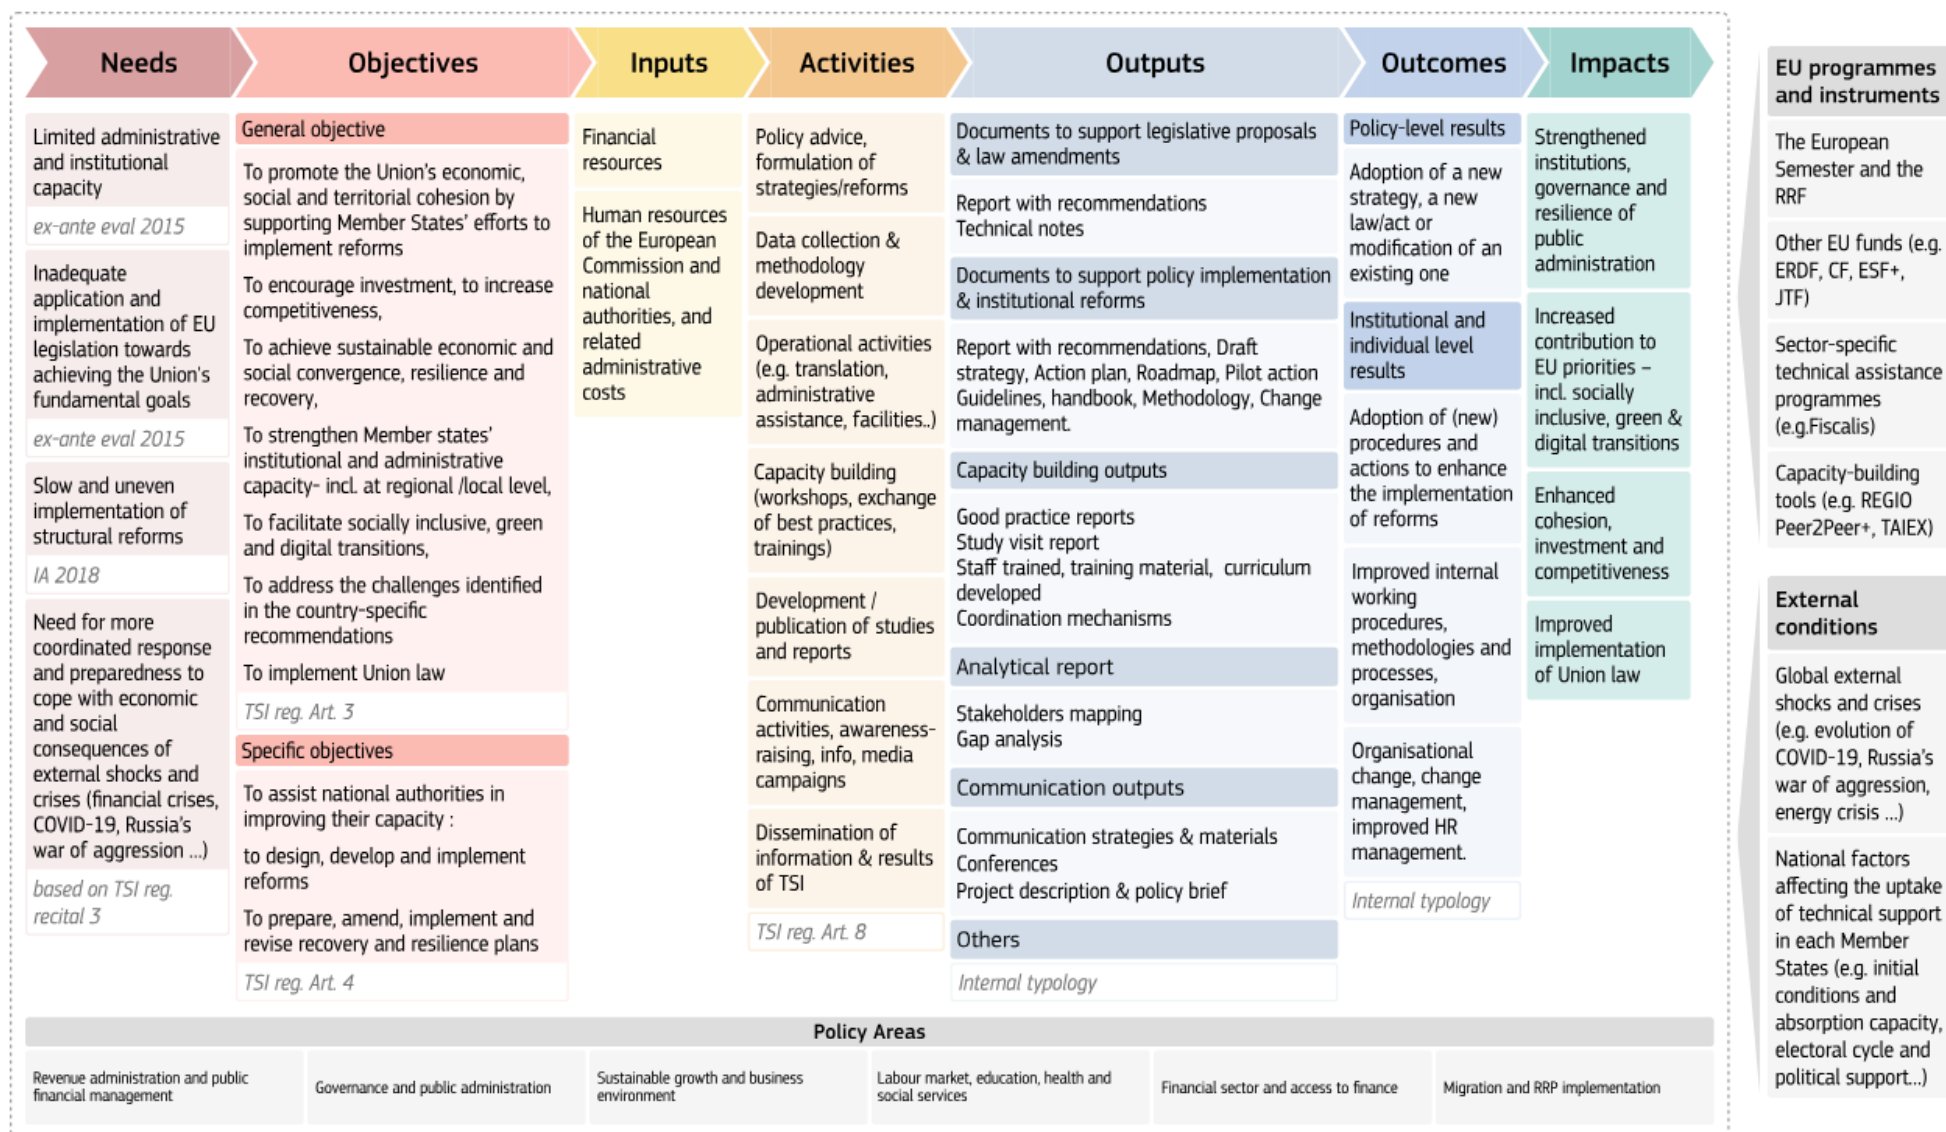 Needs
Objectives
Inputs
Activities
Outputs
Outcomes
Impacts
Limited administrative
and institutional
capacity
ex-ante eval 2015
Inadequate
application and
implementation of EU
legislation towards
achieving the Union's
fundamental goals
ex-ante eval 2015
Slow and uneven
implementation of
structural reforms
IA 2018
Need for more
coordinated response
and preparedness to
cope with economic
and social
consequences of
external shocks and
crises (financial crises,
COVID-19, Russia's
war of aggression ...)
based on TSI reg.
recital 3
General objective
To promote the Union's economic,
social and territorial cohesion by
supporting Member States' efforts to
implement reforms
To encourage investment, to increase
competitiveness,
To achieve sustainable economic and
social convergence, resilience and
recovery,
To strengthen Member states'
institutional and administrative
capacity- incl. at regional /local level,
To facilitate socially inclusive, green
and digital transitions,
To address the challenges identified
in the country-specific
recommendations
To implement Union law
TSI reg. Art. 3
Specific objectives
To assist national authorities in
improving their capacity :
to design, develop and implement
reforms
To prepare, amend, implement and
revise recovery and resilience plans
TSI reg. Art. 4
Financial
resources
Human resources
of the European
Commission and
national
authorities, and
related
administrative
costs
Policy advice,
formulation of
strategies/reforms
Data collection &
methodology
development
Operational activities
(e.g. translation,
administrative
assistance, facilities..)
Capacity building
(workshops, exchange
of best practices,
trainings)
Development /
publication of studies
and reports
Communication
activities, awareness-
raising, info, media
campaigns
Dissemination of
information & results
of TSI
TSI reg. Art. 8
Documents to support legislative proposals
& law amendments
Report with recommendations
Technical notes
Documents to support policy implementation
& institutional reforms
Report with recommendations, Draft
strategy, Action plan, Roadmap, Pilot action
Guidelines, handbook, Methodology, Change
management.
Capacity building outputs
Good practice reports
Study visit report
Staff trained, training material, curriculum
developed
Coordination mechanisms
Analytical report
Stakeholders mapping
Gap analysis
Communication outputs
Communication strategies & materials
Conferences
Project description & policy brief
Others
Internal typology
Policy-level results
Adoption of a new
strategy, a new
law/act or
modification of an
existing one
Institutional and
individual level
results
Adoption of (new)
procedures and
actions to enhance
the implementation
of reforms
Improved internal
working
procedures,
methodologies and
processes,
organisation
Organisational
change, change
management,
improved HR
management.
Internal typology
Strengthened
institutions,
governance and
resilience of
public
administration
Increased
contribution to
EU priorities –
incl. socially
inclusive, green &
digital transitions
Enhanced
cohesion,
investment and
competitiveness
Improved
implementation
of Union law
Policy Areas
Revenue administration and public
financial management
Governance and public administration
Sustainable growth and business
environment
Labour market, education, health and
social services
Financial sector and access to finance
Migration and RRP implementation
EU programmes
and instruments
The European
Semester and the
RRF
Other EU funds (e.g.
ERDF, CF, ESF+,
JTF)
Sector-specific
technical assistance
programmes
(e.g.Fiscalis)
Capacity-building
tools (e.g. REGIO
Peer2Peer+, TAIEX)
External
conditions
Global external
shocks and crises
(e.g. evolution of
COVID-19, Russia's
war of aggression,
energy crisis ...)
National factors
affecting the uptake
of technical support
in each Member
States (e.g. initial
conditions and
absorption capacity,
electoral cycle and
political support...)